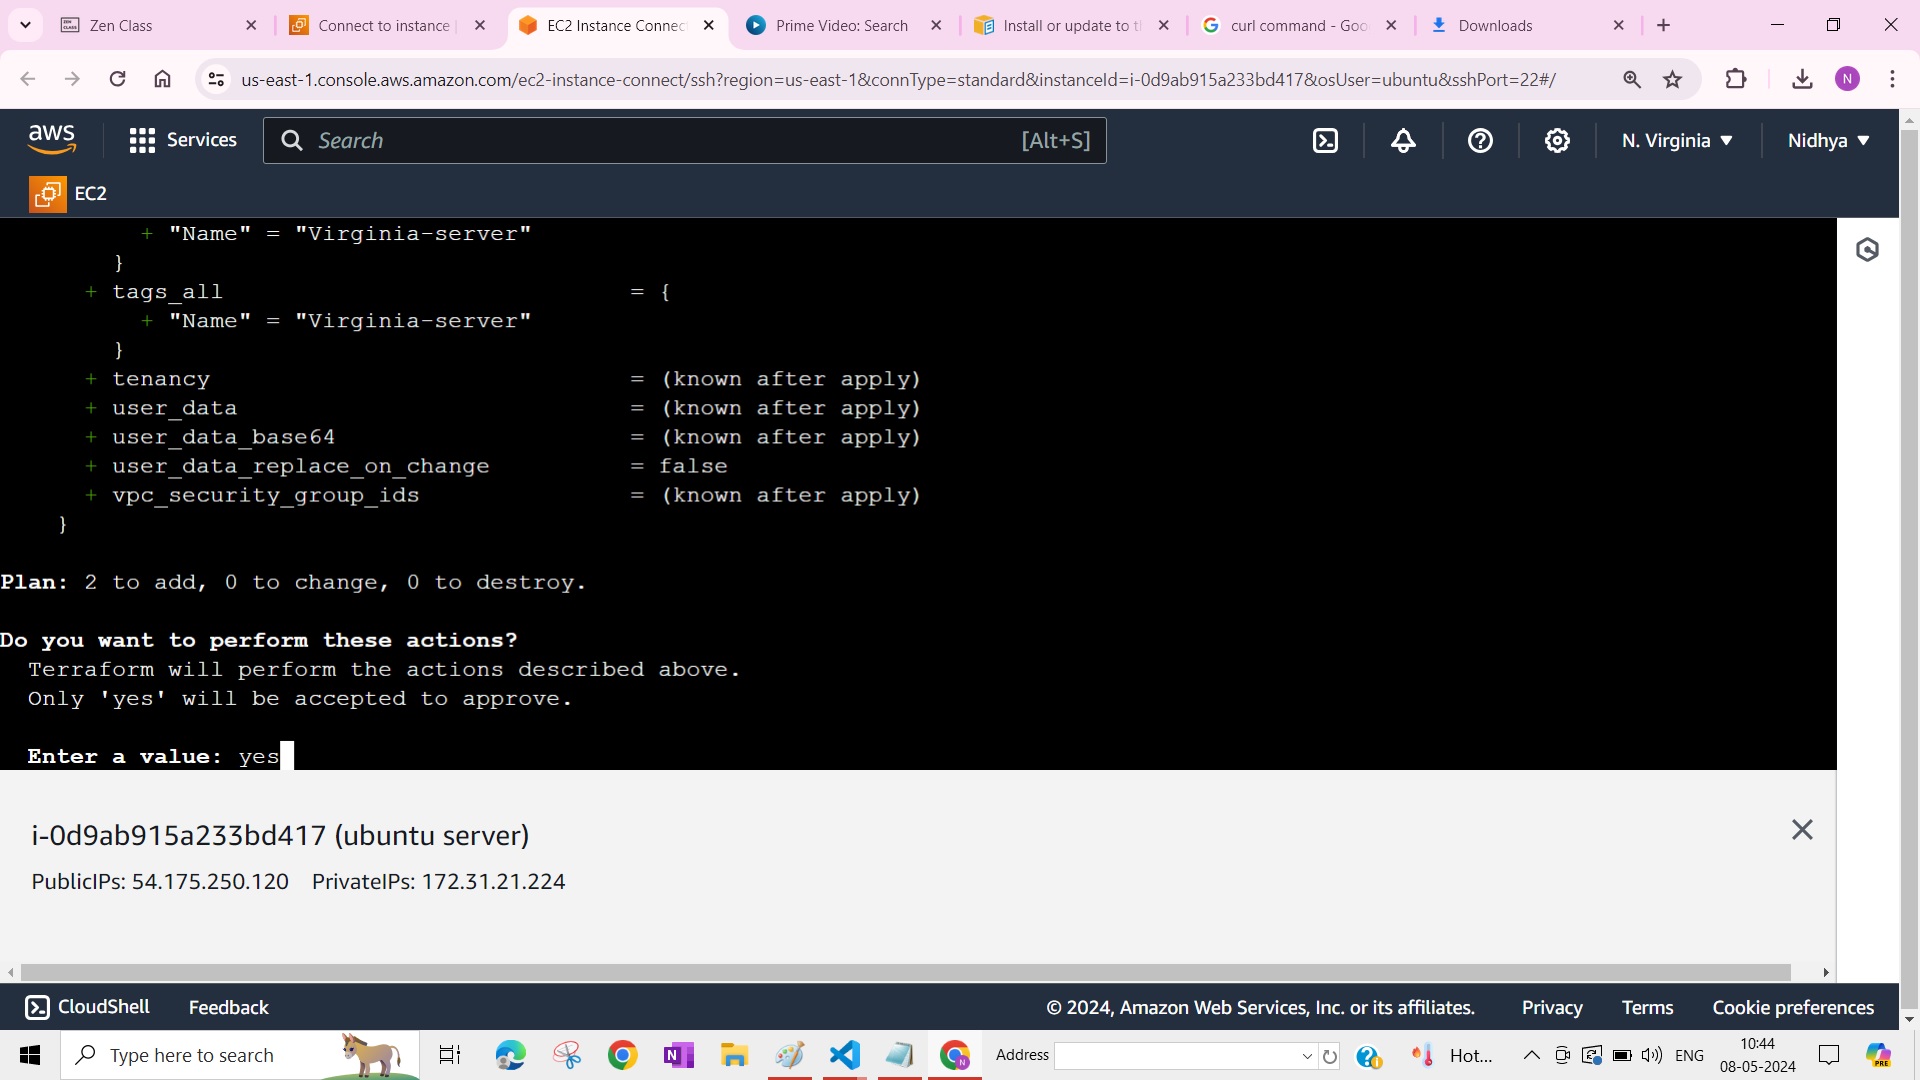 Zen Class
Connect to instance |
EC2 Instance Connec
Prime Video: Search
Install or update to t
curl command - Goo
Downloads
us-east-1.console.aws.amazon.com/ec2-instance-connect/ssh?region=us-east-1&connType=standard&instanceId=i-0d9ab915a233bd417&osUser=ubuntu&sshPort=22#/
N
aws
Services
Search
[Alt+S]
N. Virginia
Nidhya
EC2
+ "Name" = "Virginia-server"
}
+ tags_all = {
+ "Name" = "Virginia-server"
}
+ tenancy = (known after apply)
+ user_data = (known after apply)
+ user_data_base64 = (known after apply)
+ user_data_replace_on_change = false
+ vpc_security_group_ids = (known after apply)
}
Plan: 2 to add, 0 to change, 0 to destroy.
Do you want to perform these actions?
Terraform will perform the actions described above.
Only 'yes' will be accepted to approve.
Enter a value: yes
i-0d9ab915a233bd417 (ubuntu server)
PublicIPs: 54.175.250.120 PrivateIPs: 172.31.21.224
CloudShell Feedback © 2024, Amazon Web Services, Inc. or its affiliates. Privacy Terms Cookie preferences
Type here to search
Address
Hot...
ENG
10:44
08-05-2024
PRE